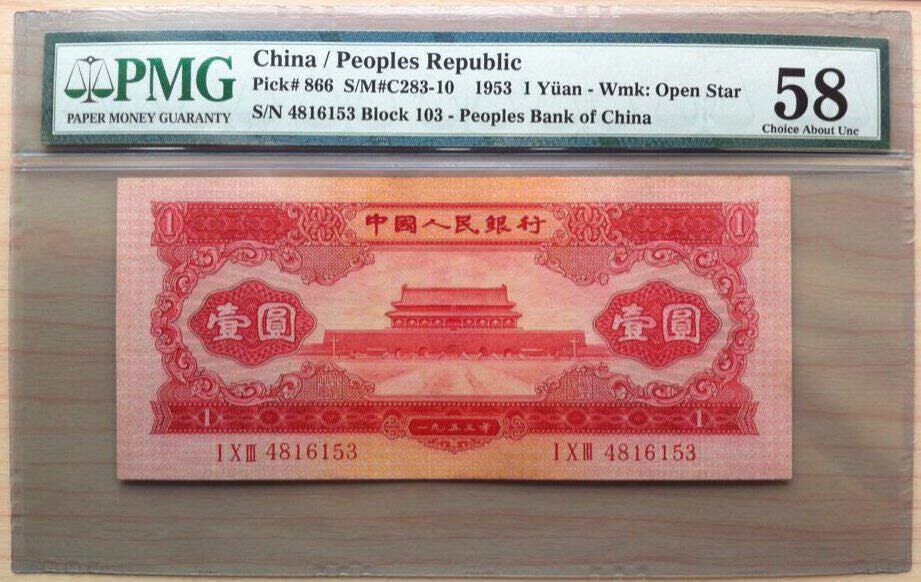 PMG
PAPER MONEY GUARANTY
China / Peoples Republic
Pick# 866 S/M#C283-10 1953 1 Yüan - Wmk: Open Star
S/N 4816153 Block 103 - Peoples Bank of China
58
Choice About Unc
1 中國人民銀行 1
壹圓 壹圓
1 一九五三年 1
I X III 4816153 I X III 4816153